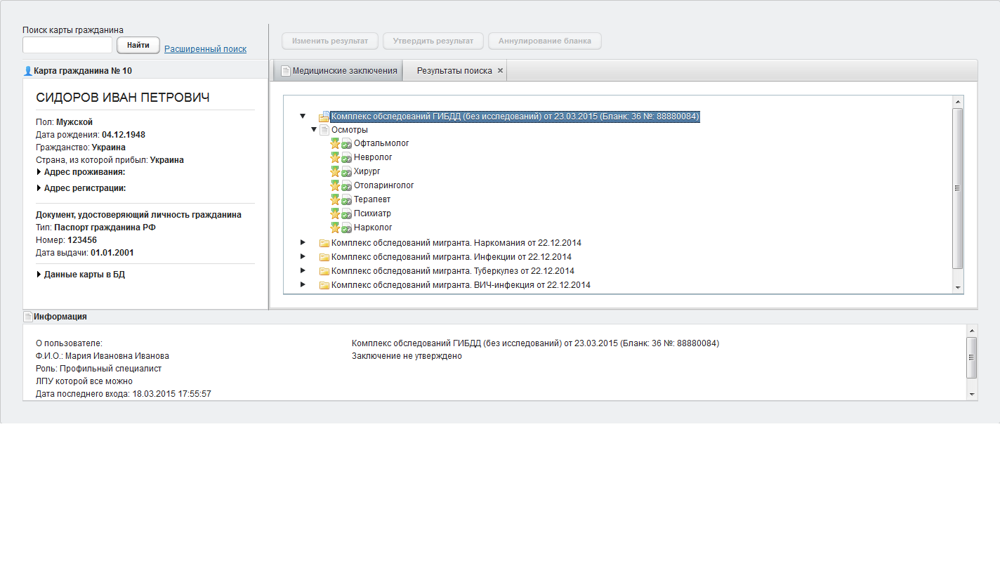 Поиск карты гражданина
Найти
Расширенный поиск
Изменить результат
Утвердить результат
Аннулирование бланка
Карта гражданина № 10
СИДОРОВ ИВАН ПЕТРОВИЧ
Пол: Мужской
Дата рождения: 04.12.1948
Гражданство: Украина
Страна, из которой прибыл: Украина
Адрес проживания:
Адрес регистрации:
Документ, удостоверяющий личность гражданина
Тип: Паспорт гражданина РФ
Номер: 123456
Дата выдачи: 01.01.2001
Данные карты в БД
Медицинские заключения
Результаты поиска
Комплекс обследований ГИБДД (без исследований) от 23.03.2015 (Бланк: 36 №: 88880084)
Осмотры
Офтальмолог
Невролог
Хирург
Отоларинголог
Терапевт
Психиатр
Нарколог
Комплекс обследований мигранта. Наркомания от 22.12.2014
Комплекс обследований мигранта. Инфекции от 22.12.2014
Комплекс обследований мигранта. Туберкулез от 22.12.2014
Комплекс обследований мигранта. ВИЧ-инфекция от 22.12.2014
Информация
О пользователе:
Ф.И.О.: Мария Ивановна Иванова
Роль: Профильный специалист
ЛПУ которой все можно
Дата последнего входа: 18.03.2015 17:55:57
Комплекс обследований ГИБДД (без исследований) от 23.03.2015 (Бланк: 36 №: 88880084)
Заключение не утверждено